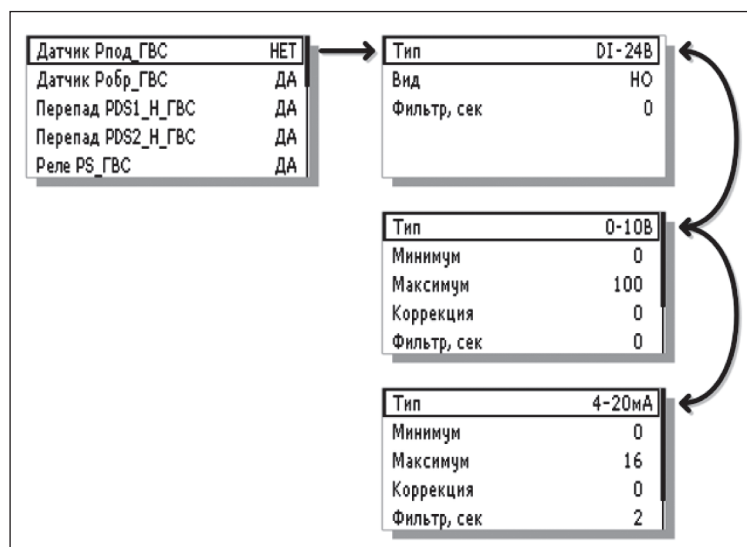 Датчик Рпод_ГВС НЕТ
Датчик Робр_ГВС ДА
Перепад PDS1_Н_ГВС ДА
Перепад PDS2_Н_ГВС ДА
Реле PS_ГВС ДА
Тип DI-24В
Вид НО
Фильтр, сек 0
Тип 0-10В
Минимум 0
Максимум 100
Коррекция 0
Фильтр, сек 0
Тип 4-20мА
Минимум 0
Максимум 16
Коррекция 0
Фильтр, сек 2